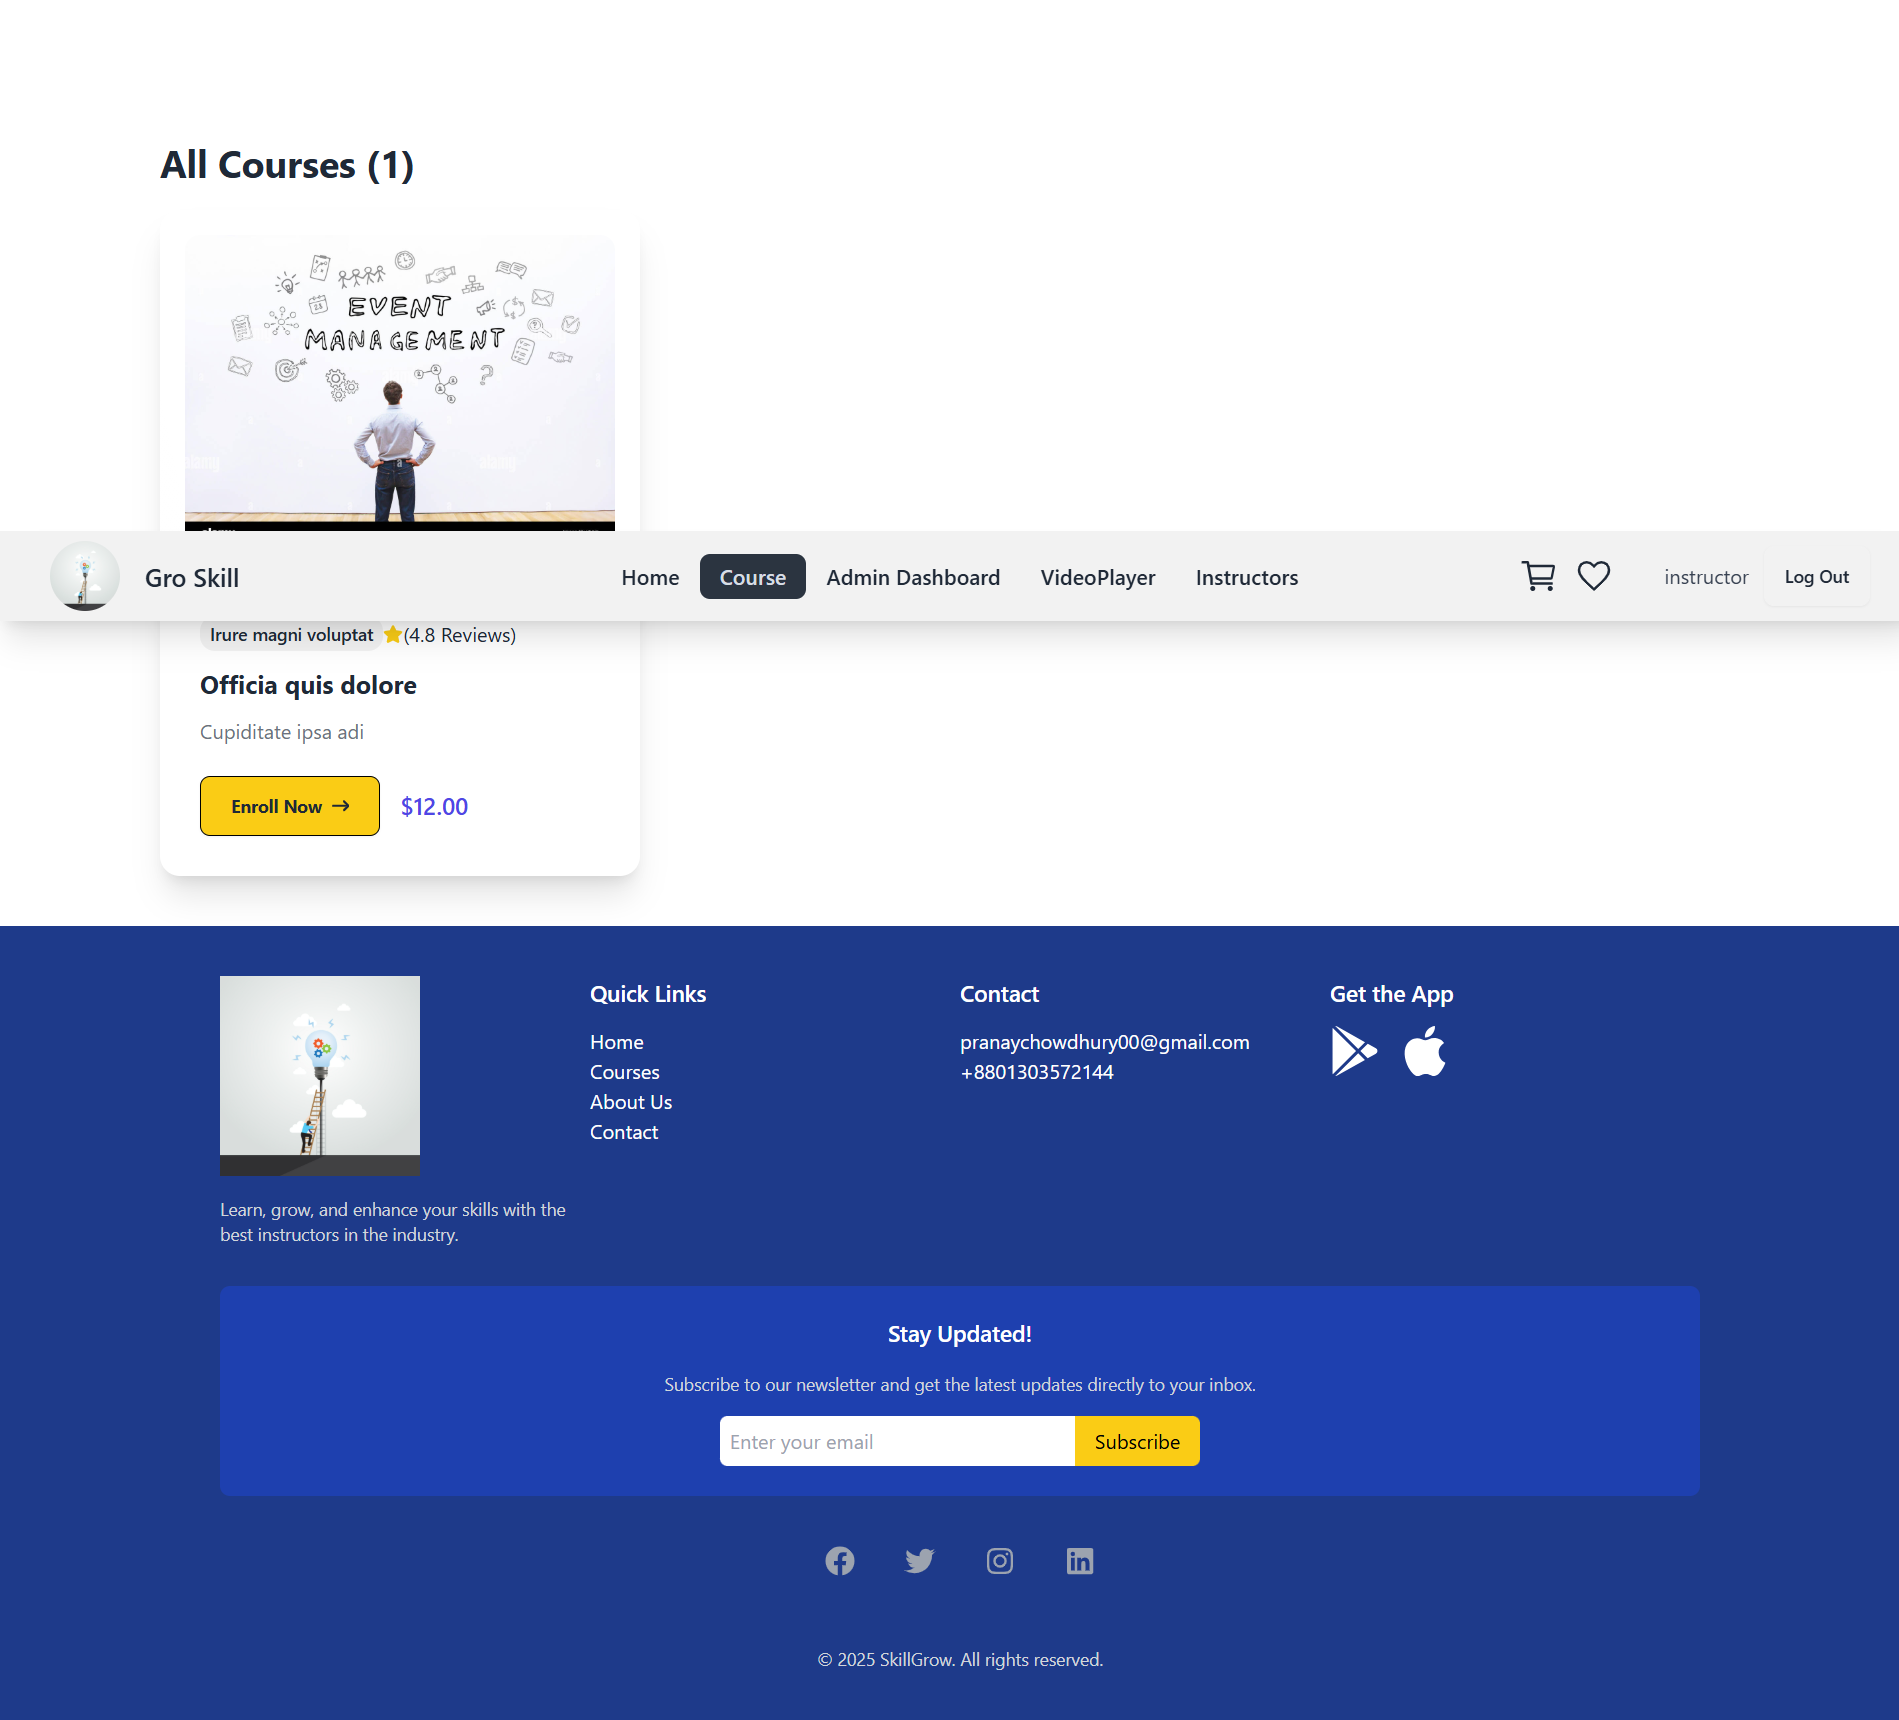 All Courses (1)
EVENT
MANAGEMENT
alamy
alamy
a
Gro Skill
Home
Course
Admin Dashboard
VideoPlayer
Instructors
instructor
Log Out
Irure magni voluptat
(4.8 Reviews)
Officia quis dolore
Cupiditate ipsa adi
Enroll Now →
$12.00
Learn, grow, and enhance your skills with the
best instructors in the industry.
Quick Links
Home
Courses
About Us
Contact
Contact
pranaychowdhury00@gmail.com
+8801303572144
Get the App
Stay Updated!
Subscribe to our newsletter and get the latest updates directly to your inbox.
Enter your email
Subscribe
© 2025 SkillGrow. All rights reserved.